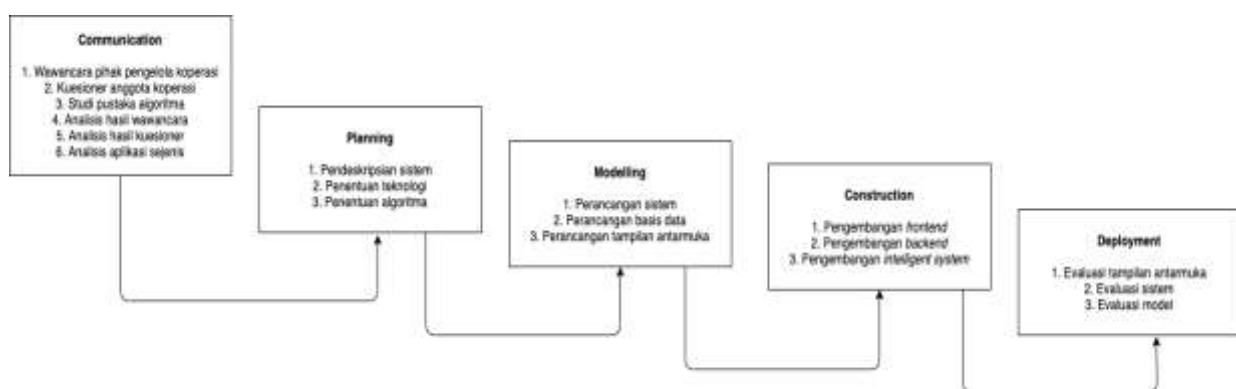 Communication
1. Wawancara pihak pengelola koperasi
2. Kuesioner anggota koperasi
3. Studi pustaka algoritma
4. Analisis hasil wawancara
5. Analisis hasil kuesioner
6. Analisis aplikasi sejenis
Planning
1. Pendeskripsian sistem
2. Penentuan teknologi
3. Penentuan algoritma
Modelling
1. Perancangan sistem
2. Perancangan basis data
3. Perancangan tampilan antarmuka
Construction
1. Pengembangan frontend
2. Pengembangan backend
3. Pengembangan intelligent system
Deployment
1. Evaluasi tampilan antarmuka
2. Evaluasi sistem
3. Evaluasi model